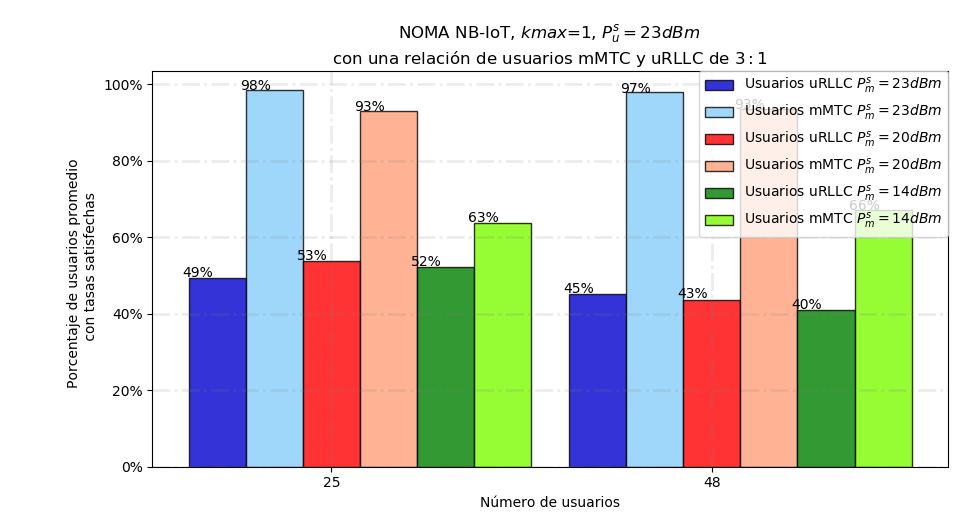 NOMA NB-IoT, kmax=1, P_u^s = 23dBm
con una relación de usuarios mMTC y uRLLC de 3 : 1
Usuarios uRLLC P_m^s = 23dBm
Usuarios mMTC P_m^s = 23dBm
Usuarios uRLLC P_m^s = 20dBm
Usuarios mMTC P_m^s = 20dBm
Usuarios uRLLC P_m^s = 14dBm
Usuarios mMTC P_m^s = 14dBm
Porcentaje de usuarios promedio
con tasas satisfechas
100%
80%
60%
40%
20%
0%
49%
98%
53%
93%
52%
63%
45%
97%
43%
93%
40%
66%
25
48
Número de usuarios